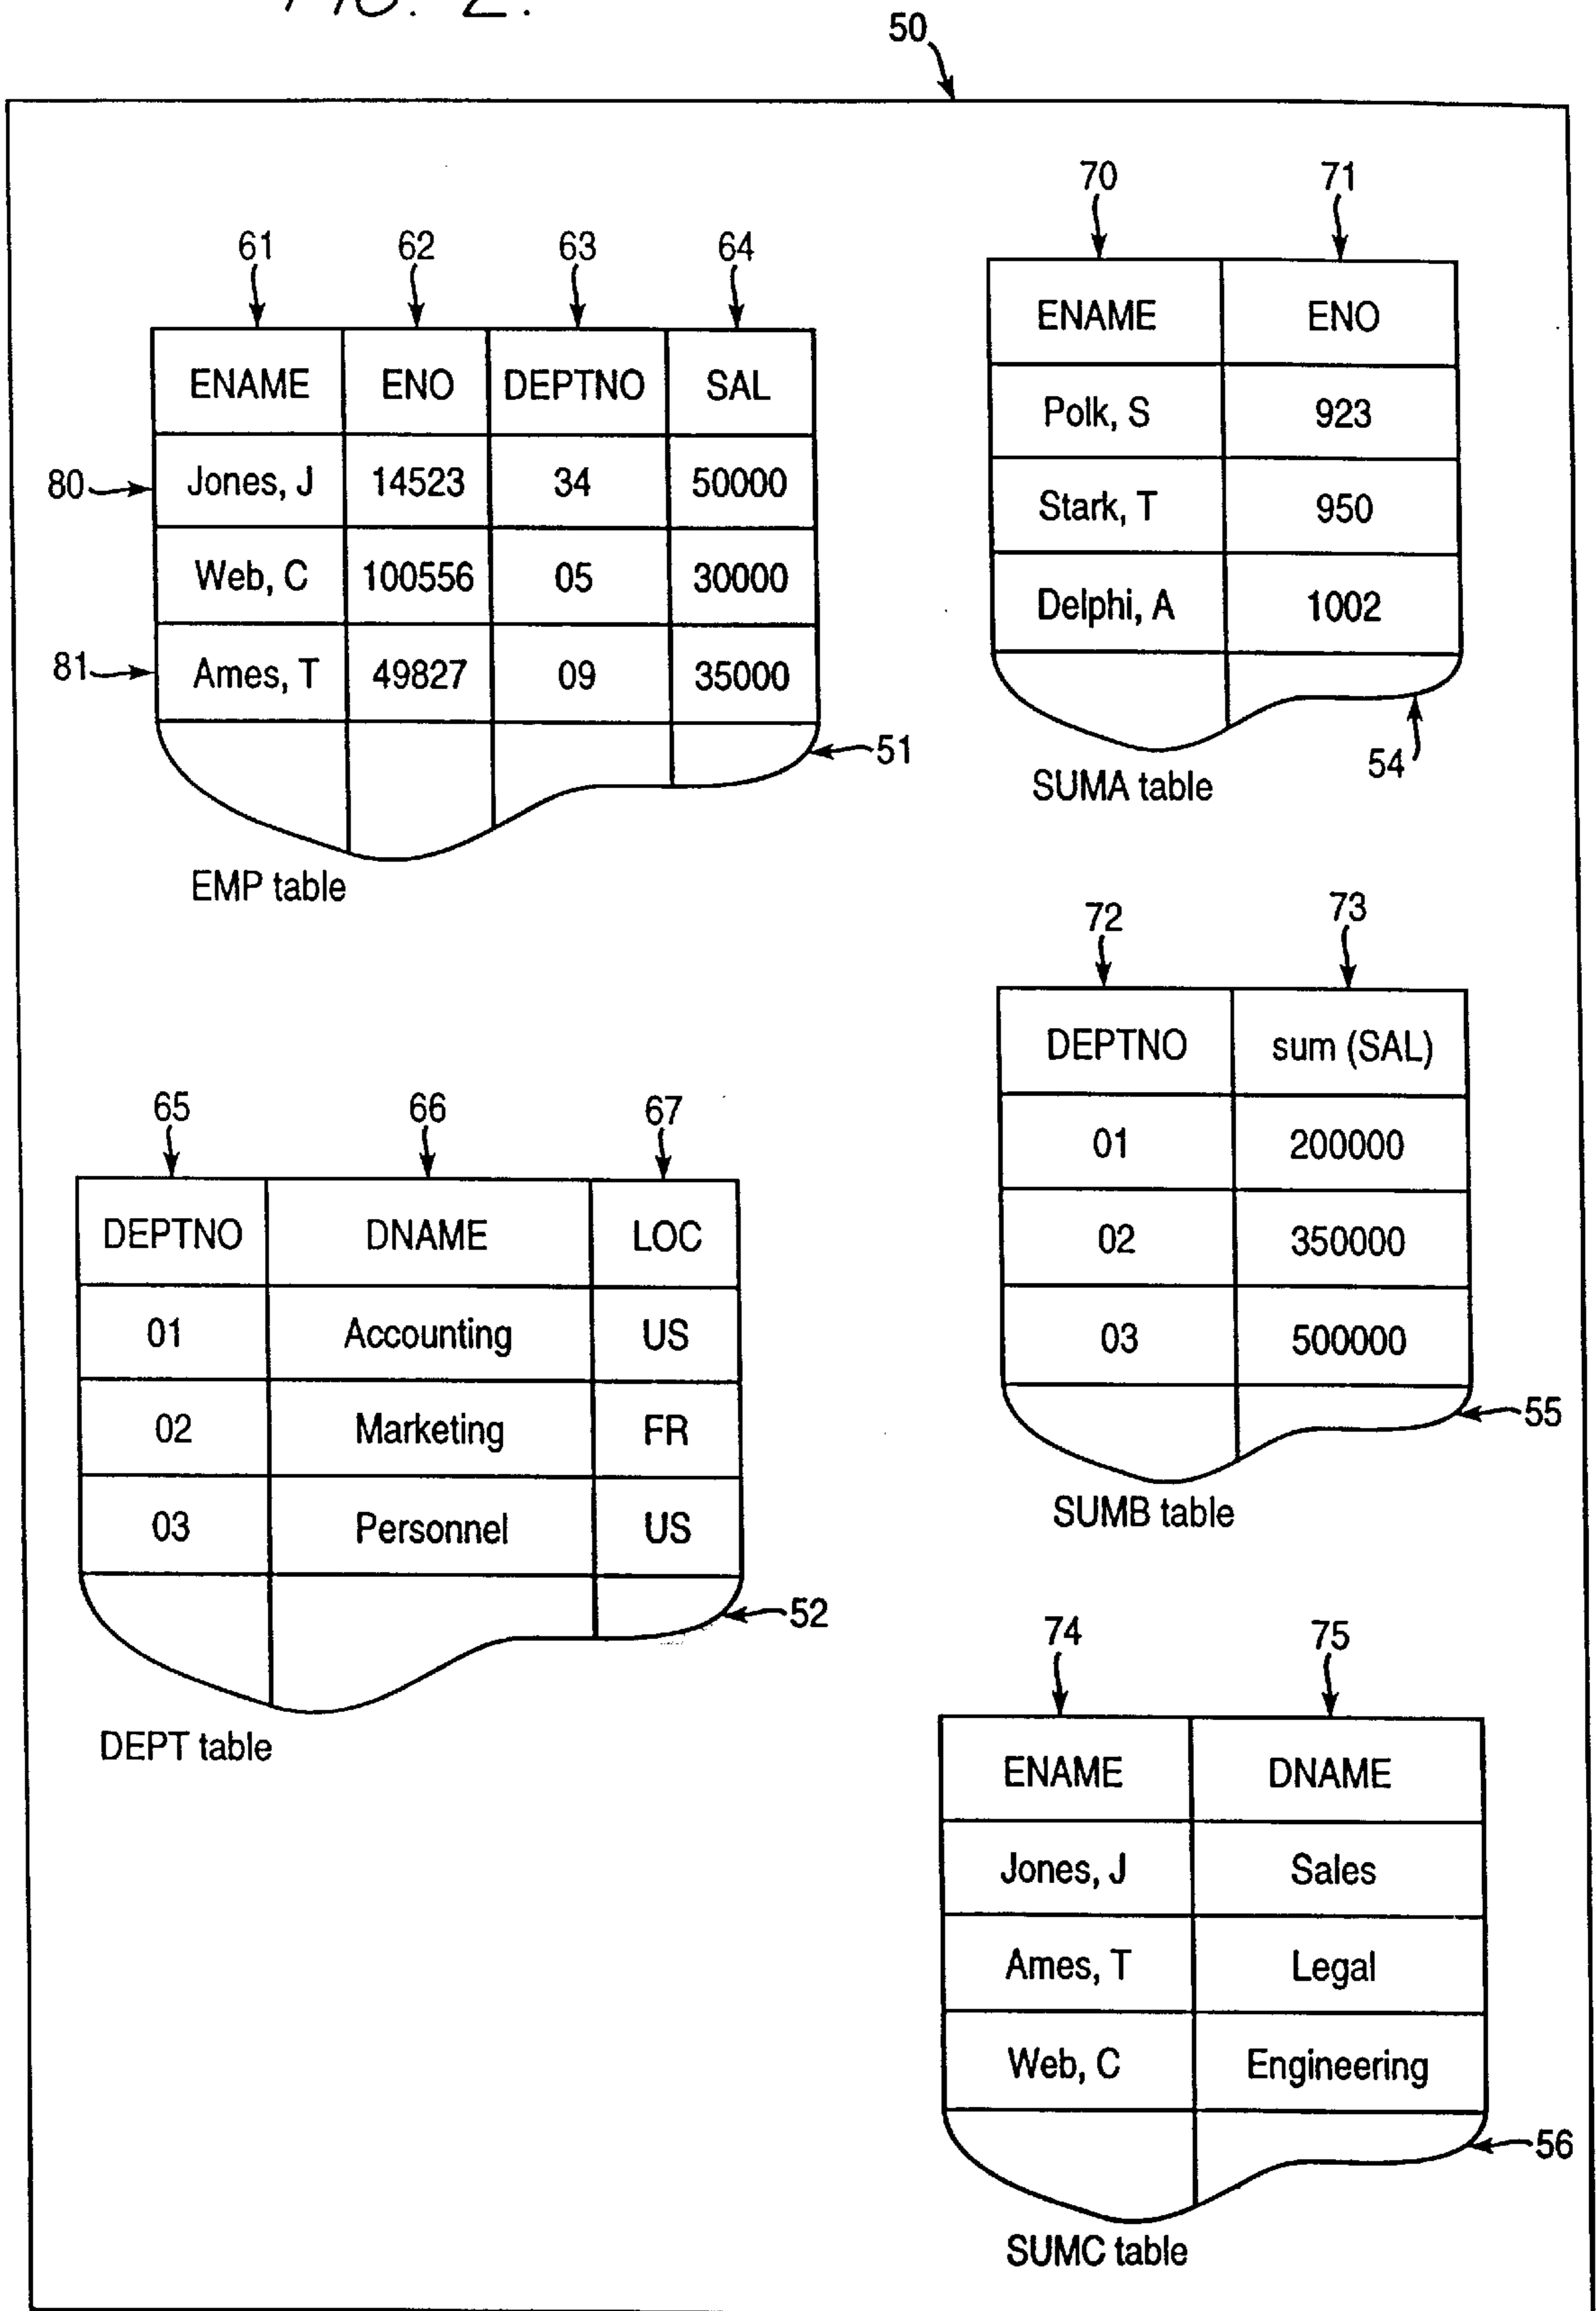 FIG. 2.
50
61 62 63 64
ENAME ENO DEPTNO SAL
80 Jones, J 14523 34 50000
Web, C 100556 05 30000
81 Ames, T 49827 09 35000
51
EMP table
70 71
ENAME ENO
Polk, S 923
Stark, T 950
Delphi, A 1002
54
SUMA table
65 66 67
DEPTNO DNAME LOC
01 Accounting US
02 Marketing FR
03 Personnel US
52
DEPT table
72 73
DEPTNO sum (SAL)
01 200000
02 350000
03 500000
55
SUMB table
74 75
ENAME DNAME
Jones, J Sales
Ames, T Legal
Web, C Engineering
56
SUMC table